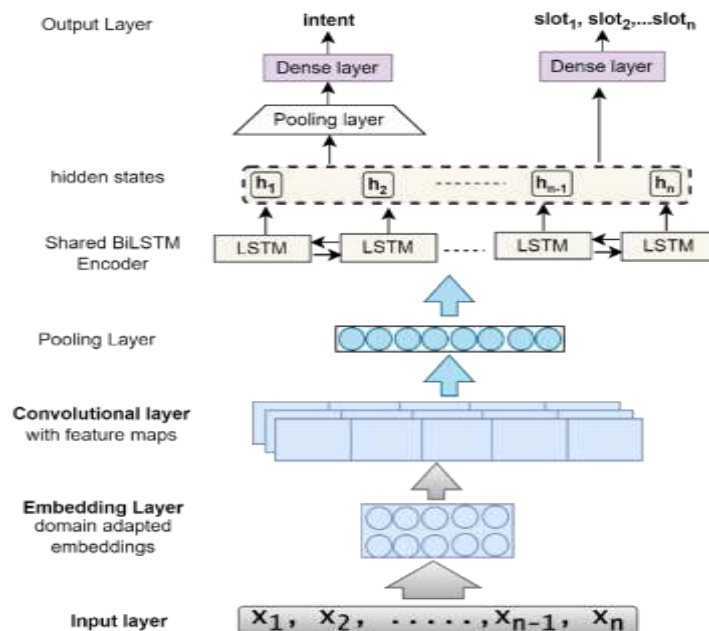 Output Layer
intent
slot₁, slot₂,...slotₙ
Dense layer
Dense layer
Pooling layer
hidden states
h₁
h₂
--------
hₙ₋₁
hₙ
Shared BiLSTM
Encoder
LSTM
LSTM
-----
LSTM
LSTM
Pooling Layer
Convolutional layer
with feature maps
Embedding Layer
domain adapted
embeddings
Input layer
x₁, x₂, .....,xₙ₋₁, xₙ